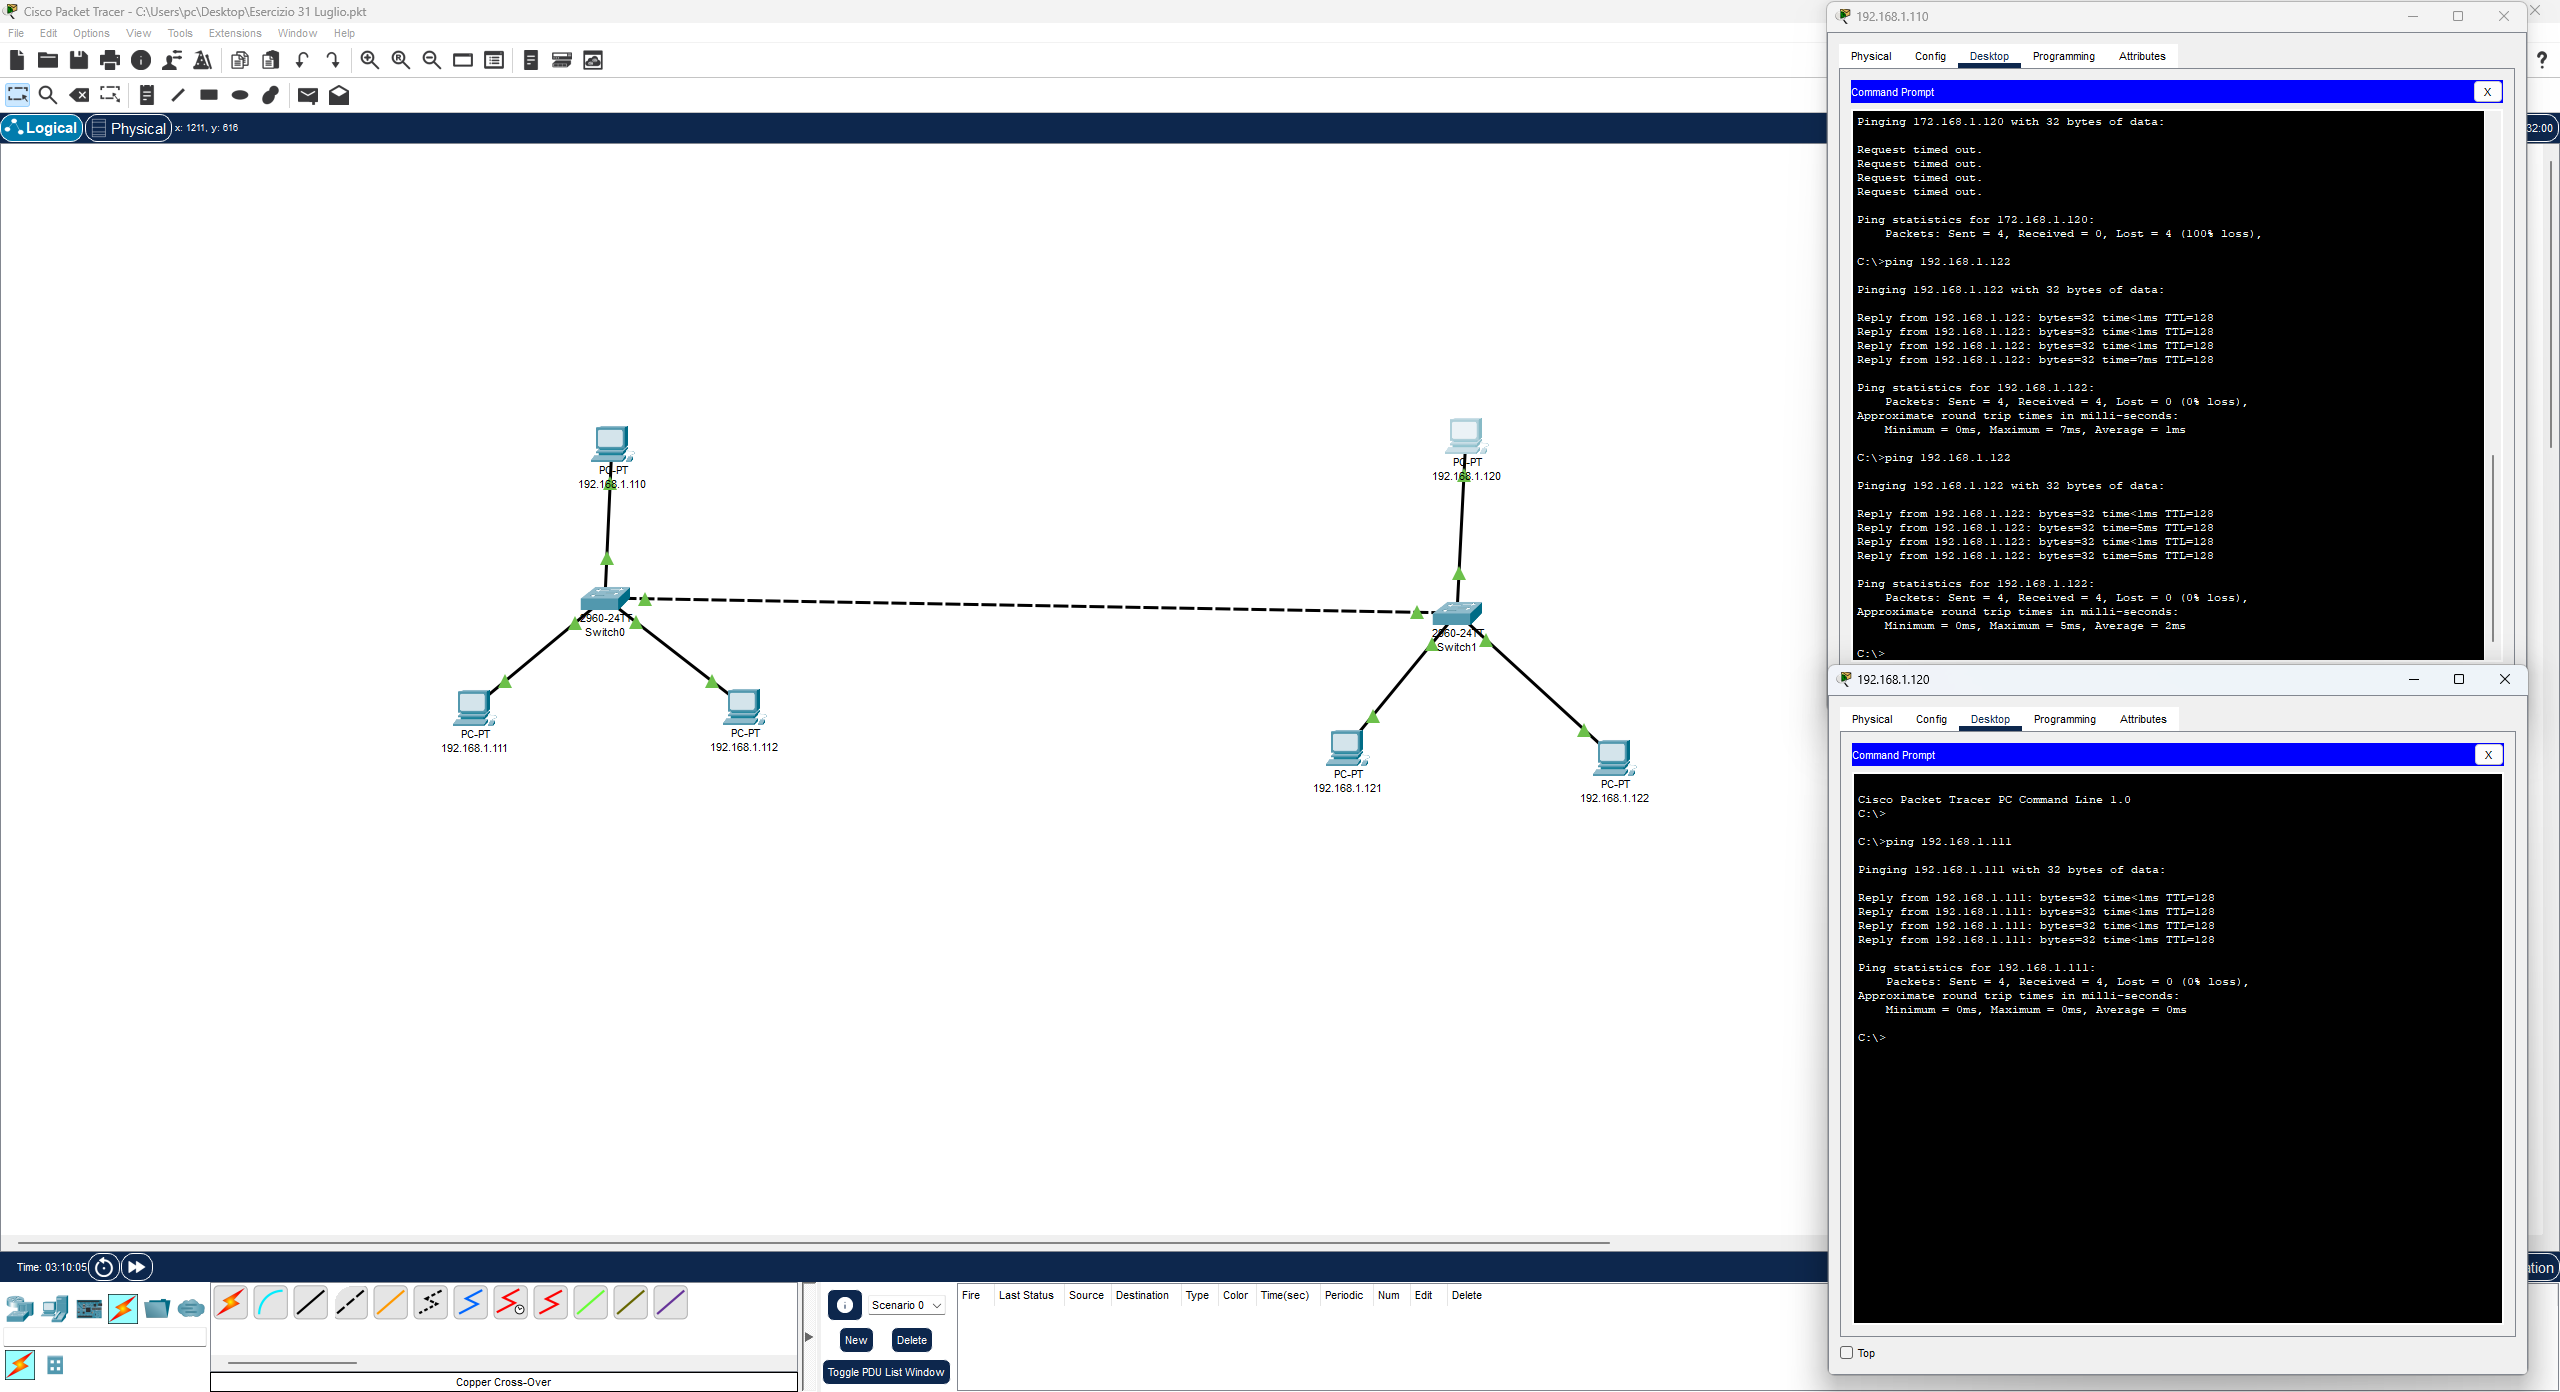 Cisco Packet Tracer - C:\Users\pc\Desktop\Esercizio 31 Luglio.pkt
File Edit Options View Tools Extensions Window Help
Logical Physical x: 1211, y: 616
32:00
PC-PT
192.168.1.110
PC-PT
192.168.1.120
2960-24TT
Switch0
2960-24TT
Switch1
PC-PT
192.168.1.111
PC-PT
192.168.1.112
PC-PT
192.168.1.121
PC-PT
192.168.1.122
192.168.1.110
Physical Config Desktop Programming Attributes
Command Prompt X
Pinging 172.168.1.120 with 32 bytes of data:
Request timed out.
Request timed out.
Request timed out.
Request timed out.
Ping statistics for 172.168.1.120:
Packets: Sent = 4, Received = 0, Lost = 4 (100% loss),
C:\>ping 192.168.1.122
Pinging 192.168.1.122 with 32 bytes of data:
Reply from 192.168.1.122: bytes=32 time<1ms TTL=128
Reply from 192.168.1.122: bytes=32 time<1ms TTL=128
Reply from 192.168.1.122: bytes=32 time<1ms TTL=128
Reply from 192.168.1.122: bytes=32 time=7ms TTL=128
Ping statistics for 192.168.1.122:
Packets: Sent = 4, Received = 4, Lost = 0 (0% loss),
Approximate round trip times in milli-seconds:
Minimum = 0ms, Maximum = 7ms, Average = 1ms
C:\>ping 192.168.1.122
Pinging 192.168.1.122 with 32 bytes of data:
Reply from 192.168.1.122: bytes=32 time<1ms TTL=128
Reply from 192.168.1.122: bytes=32 time=5ms TTL=128
Reply from 192.168.1.122: bytes=32 time<1ms TTL=128
Reply from 192.168.1.122: bytes=32 time=5ms TTL=128
Ping statistics for 192.168.1.122:
Packets: Sent = 4, Received = 4, Lost = 0 (0% loss),
Approximate round trip times in milli-seconds:
Minimum = 0ms, Maximum = 5ms, Average = 2ms
C:\>
192.168.1.120
Physical Config Desktop Programming Attributes
Command Prompt X
Cisco Packet Tracer PC Command Line 1.0
C:\>
C:\>ping 192.168.1.111
Pinging 192.168.1.111 with 32 bytes of data:
Reply from 192.168.1.111: bytes=32 time<1ms TTL=128
Reply from 192.168.1.111: bytes=32 time<1ms TTL=128
Reply from 192.168.1.111: bytes=32 time<1ms TTL=128
Reply from 192.168.1.111: bytes=32 time<1ms TTL=128
Ping statistics for 192.168.1.111:
Packets: Sent = 4, Received = 4, Lost = 0 (0% loss),
Approximate round trip times in milli-seconds:
Minimum = 0ms, Maximum = 0ms, Average = 0ms
C:\>
Top
Time: 03:10:05
ation
Scenario 0
New Delete
Toggle PDU List Window
Fire Last Status Source Destination Type Color Time(sec) Periodic Num Edit Delete
Copper Cross-Over